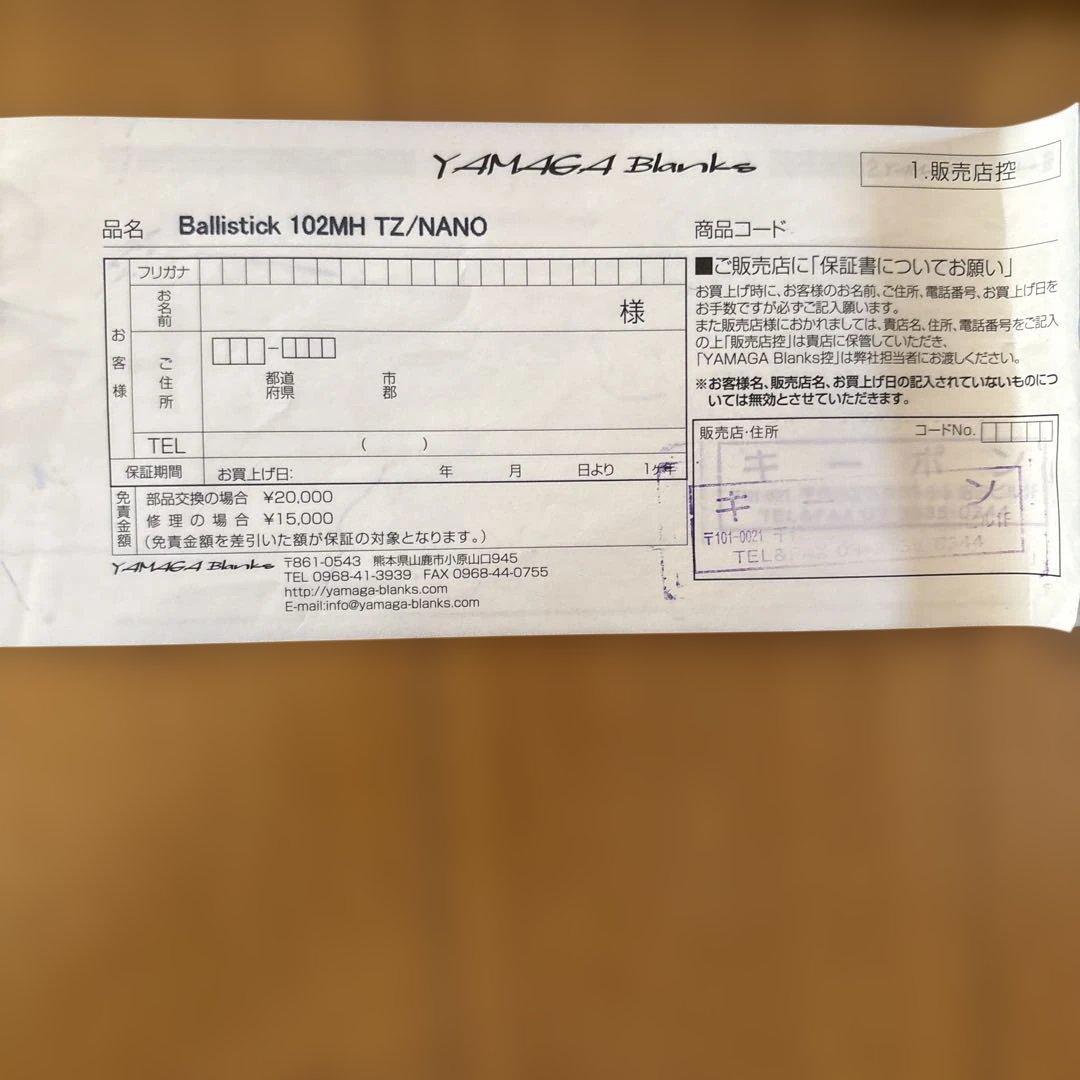 YAMAGA Blanks
1.販売店控
品名 Ballistick 102MH TZ/NANO
商品コード
お客様
フリガナ
お名前
様
ご住所
都道府県
市郡
TEL ( )
保証期間 お買上げ日: 年 月 日より 1ヶ年
免責金額
部品交換の場合 ¥20,000
修理の場合 ¥15,000
(免責金額を差引いた額が保証の対象となります。)
YAMAGA Blanks
〒861-0543 熊本県山鹿市小原山口945
TEL 0968-41-3939 FAX 0968-44-0755
http://yamaga-blanks.com
E-mail:info@yamaga-blanks.com
■ご販売店に「保証書についてお願い」
お買上げ時に、お客様のお名前、ご住所、電話番号、お買上げ日を
お手数ですが必ずご記入願います。
また販売店様におかれましては、貴店名、住所、電話番号をご記入
の上「販売店控」は貴店に保管していただき、
「YAMAGA Blanks控」は弊社担当者にお渡しください。
※お客様名、販売店名、お買上げ日の記入されていないものにつ
いては無効とさせていただきます。
販売店・住所
コードNo.
キーポン
キ ン
〒101-0021
TEL&